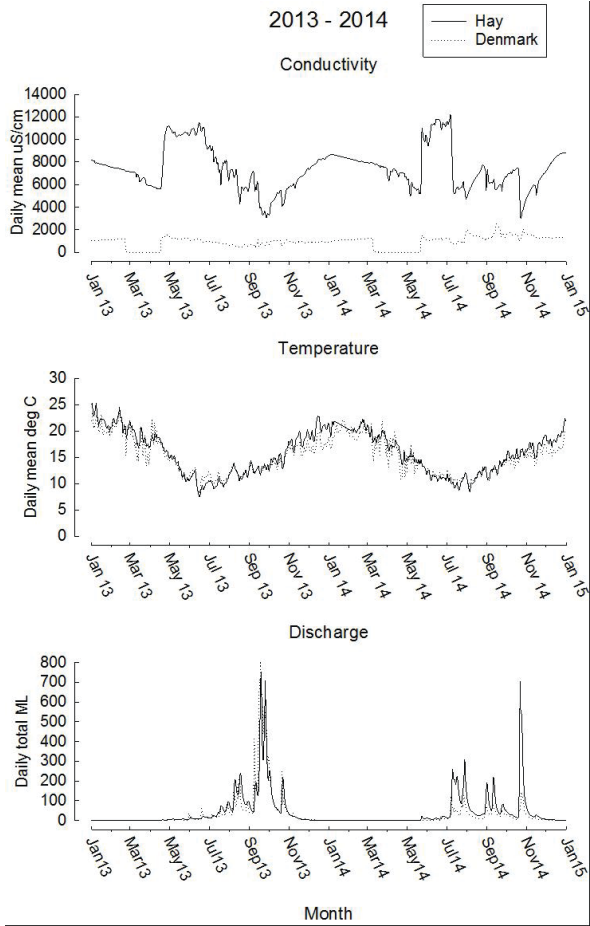 2013 - 2014
Hay
Denmark
Conductivity
Daily mean uS/cm
14000
12000
10000
8000
6000
4000
2000
0
Jan 13
Mar 13
May 13
Jul 13
Sep 13
Nov 13
Jan 14
Mar 14
May 14
Jul 14
Sep 14
Nov 14
Jan 15
Temperature
Daily mean deg C
30
25
20
15
10
5
0
Jan 13
Mar 13
May 13
Jul 13
Sep 13
Nov 13
Jan 14
Mar 14
May 14
Jul 14
Sep 14
Nov 14
Jan 15
Discharge
Daily total ML
800
700
600
500
400
300
200
100
0
Jan13
Mar13
May13
Jul13
Sep13
Nov13
Jan14
Mar14
May14
Jul14
Sep14
Nov14
Jan15
Month